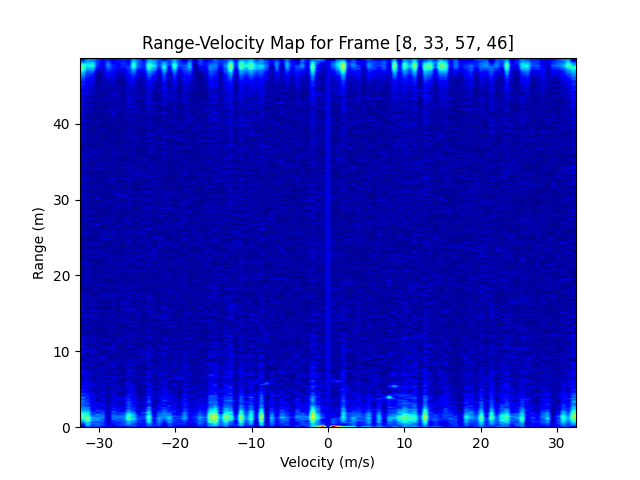 Range-Velocity Map for Frame [8, 33, 57, 46]
40
30
20
10
0
Range (m)
−30 −20 −10 0 10 20 30
Velocity (m/s)